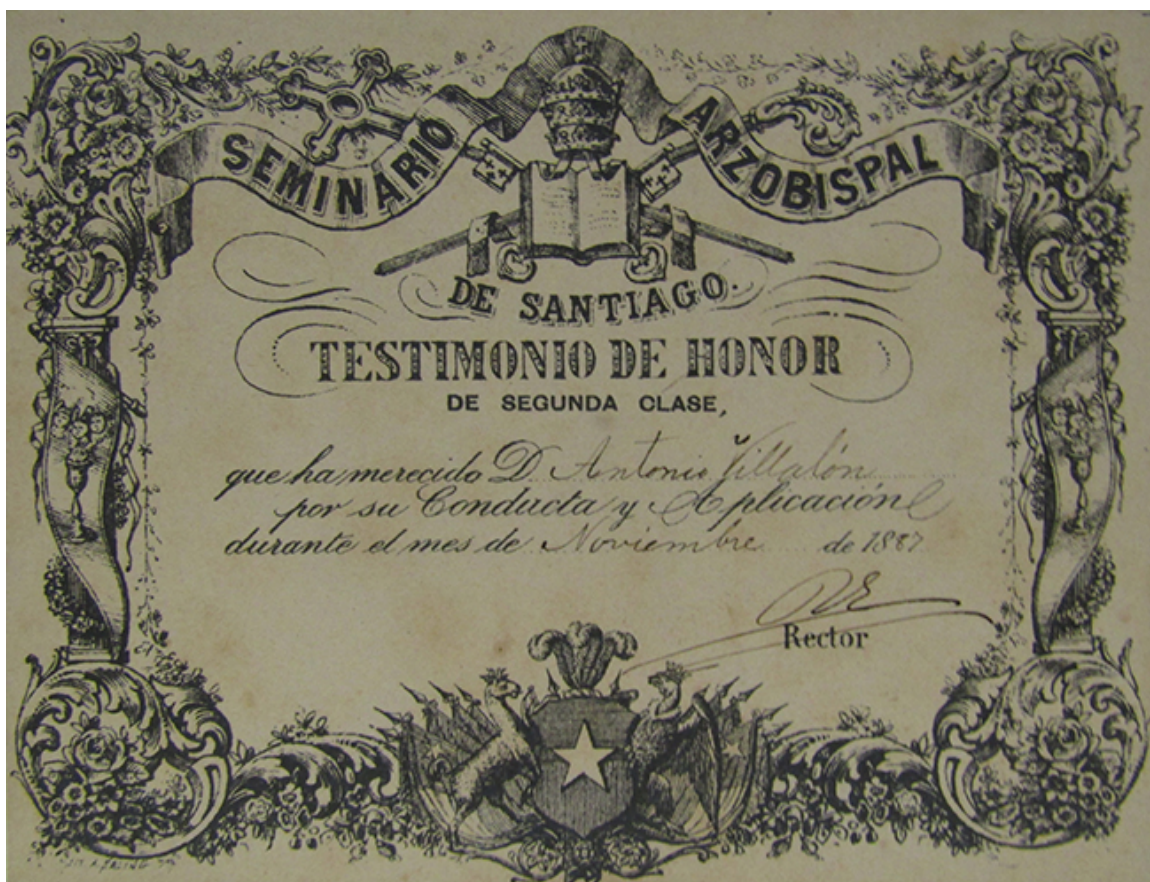 SEMINARIO ARZOBISPAL
DE SANTIAGO.
TESTIMONIO DE HONOR
DE SEGUNDA CLASE,
que ha merecido D. Antonio Villalón
por su Conducta y Aplicación
durante el mes de Noviembre de 1887
Rector